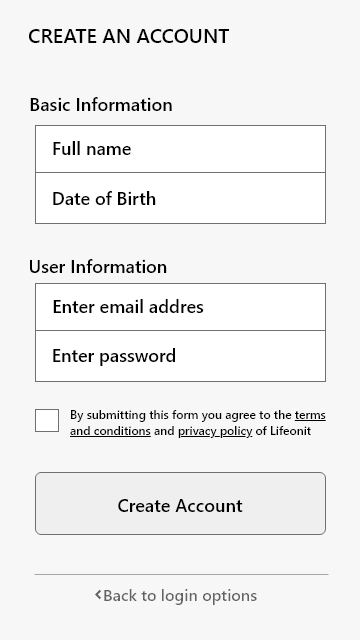 CREATE AN ACCOUNT
Basic Information
Full name
Date of Birth
User Information
Enter email addres
Enter password
By submitting this form you agree to the terms
and conditions and privacy policy of Lifeonit
Create Account
<Back to login options